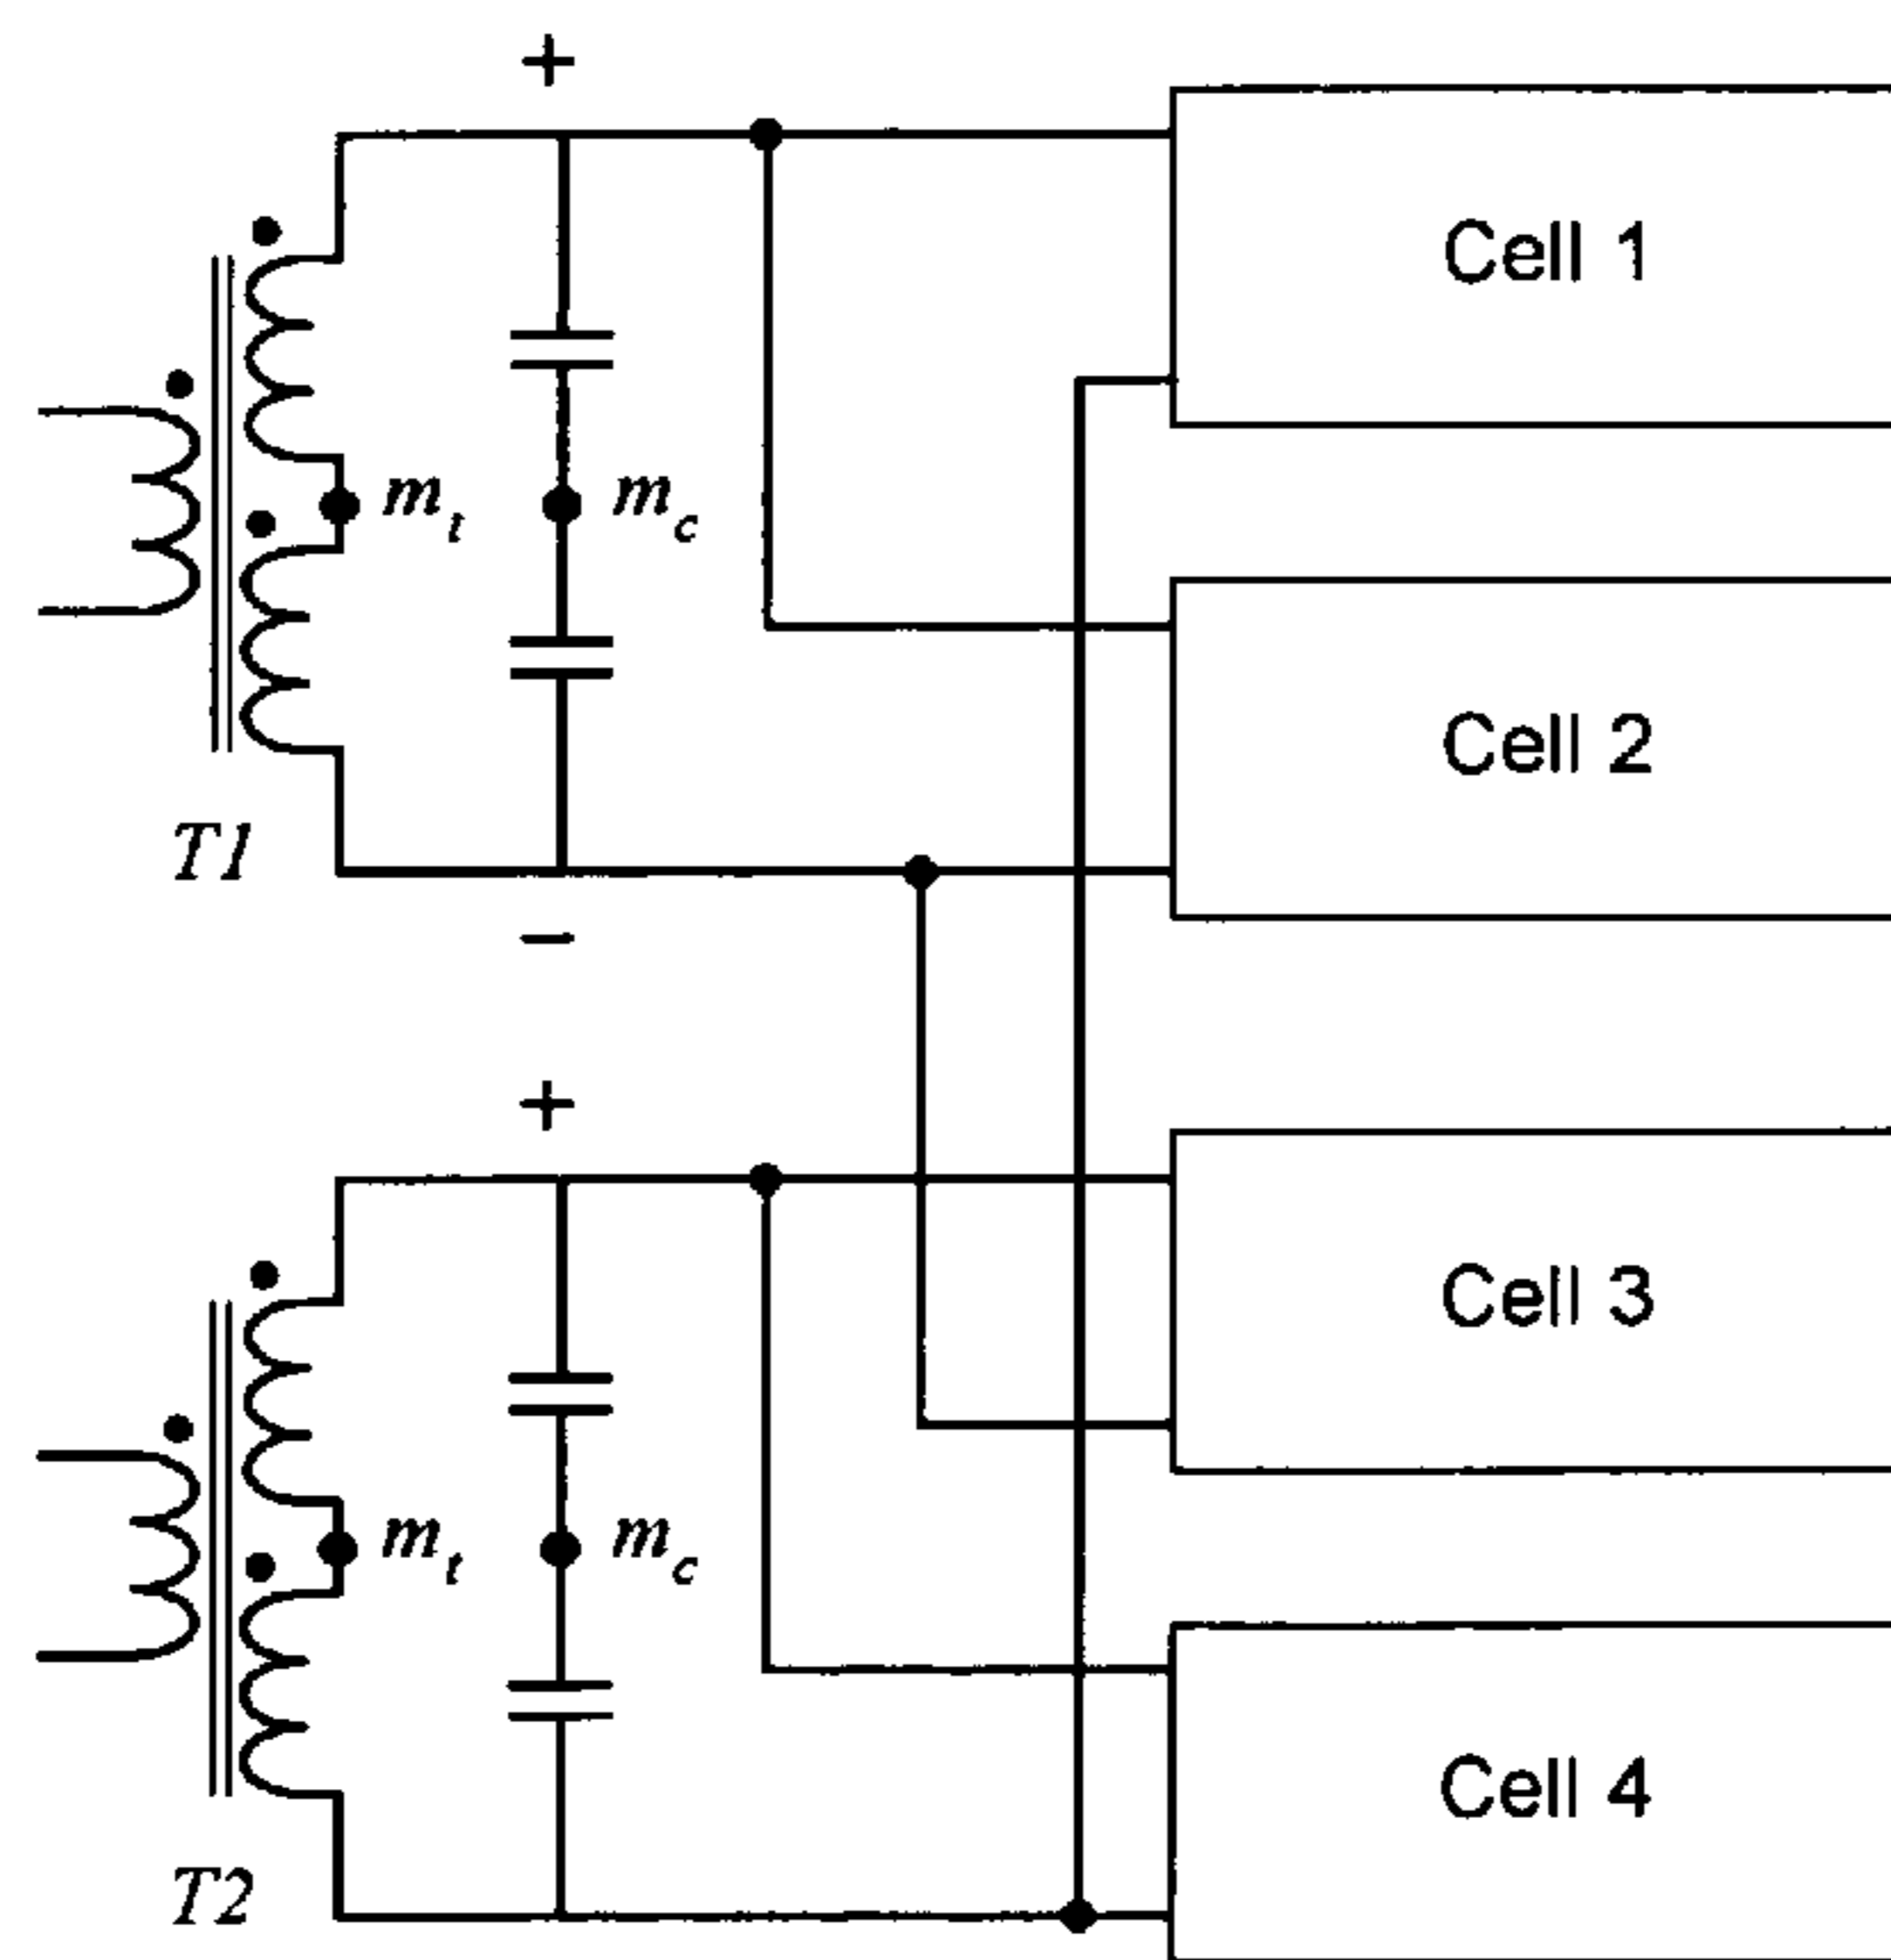 +
Cell 1
m_t m_c
Cell 2
T1
−
+
Cell 3
m_t m_c
Cell 4
T2